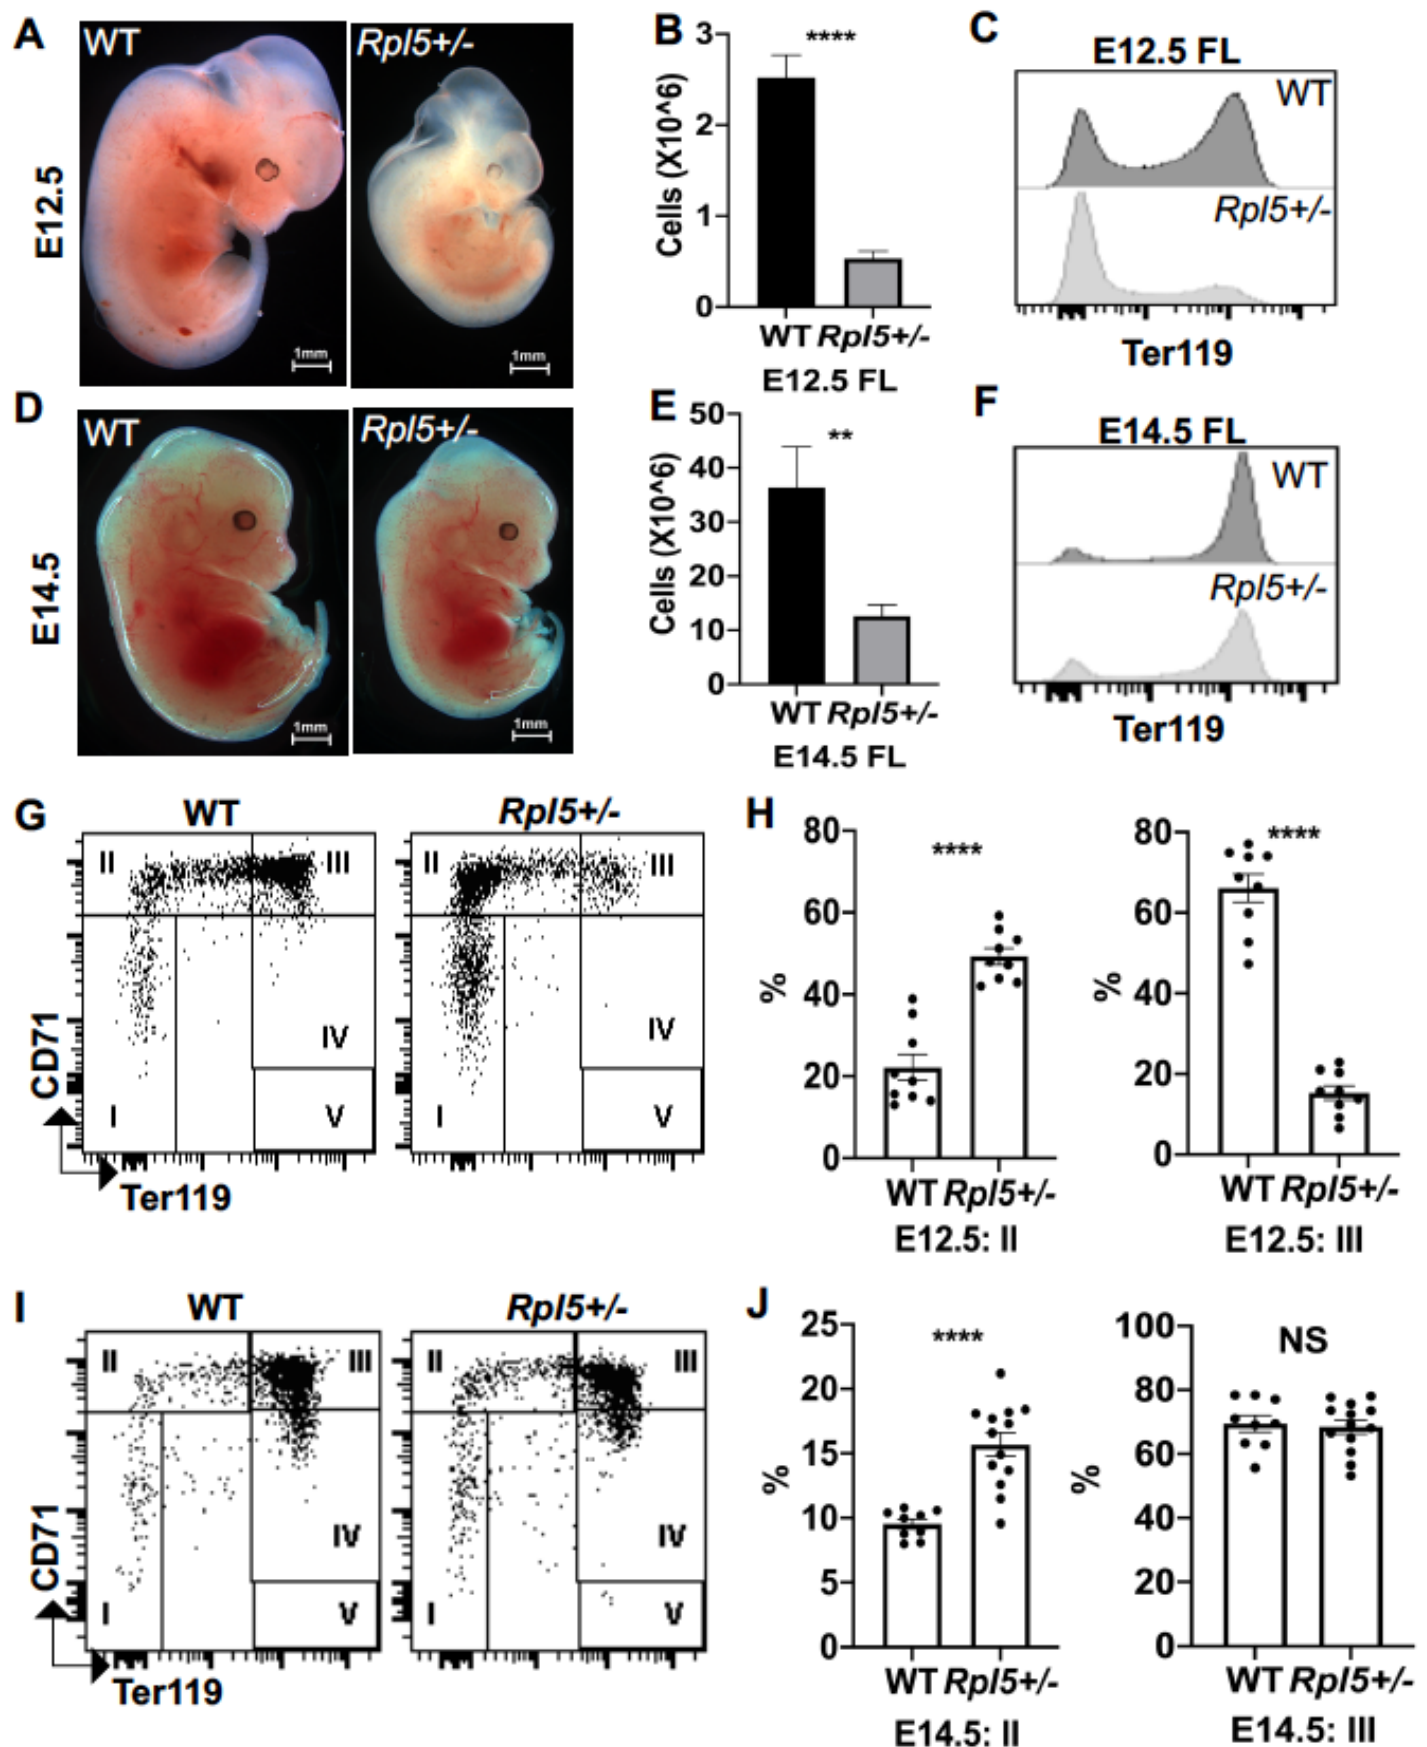 A
WT
Rpl5+/-
E12.5
1mm
1mm
B
3
2
1
0
Cells (X10^6)
****
WT Rpl5+/-
E12.5 FL
C
E12.5 FL
WT
Rpl5+/-
Ter119
D
WT
Rpl5+/-
E14.5
1mm
1mm
E
50
40
30
20
10
0
Cells (X10^6)
**
WT Rpl5+/-
E14.5 FL
F
E14.5 FL
WT
Rpl5+/-
Ter119
G
WT
Rpl5+/-
II
III
IV
V
I
II
III
IV
V
I
CD71
Ter119
H
80
60
40
20
0
%
****
WT Rpl5+/-
E12.5: II
80
60
40
20
0
%
****
WT Rpl5+/-
E12.5: III
I
WT
Rpl5+/-
II
III
IV
V
I
II
III
IV
V
I
CD71
Ter119
J
25
20
15
10
5
0
%
****
WT Rpl5+/-
E14.5: II
100
80
60
40
20
0
%
NS
WT Rpl5+/-
E14.5: III